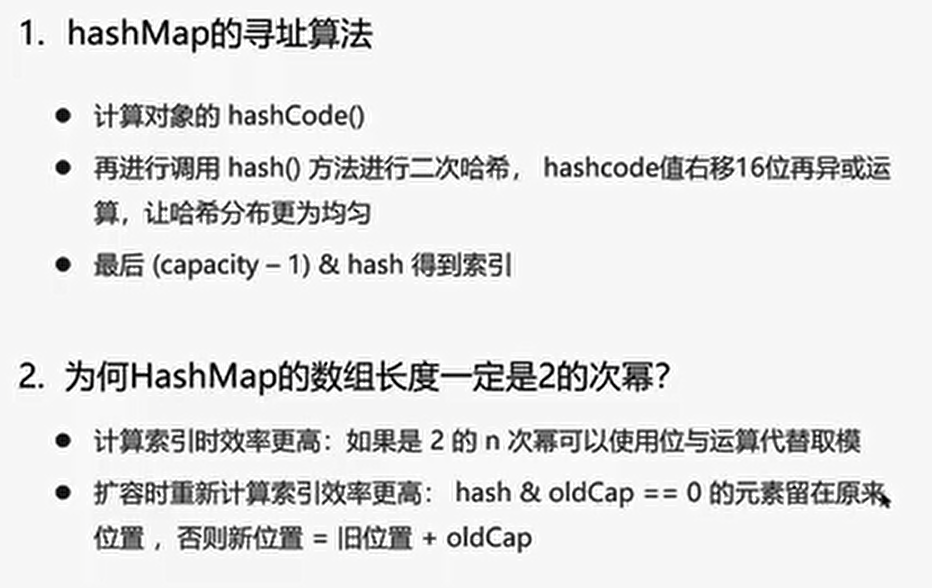 1. hashMap的寻址算法
● 计算对象的 hashCode()
● 再进行调用 hash() 方法进行二次哈希， hashcode值右移16位再异或运
算，让哈希分布更为均匀
● 最后 (capacity – 1) & hash 得到索引
2. 为何HashMap的数组长度一定是2的次幂？
● 计算索引时效率更高：如果是 2 的 n 次幂可以使用位与运算代替取模
● 扩容时重新计算索引效率更高： hash & oldCap == 0 的元素留在原来
位置 ，否则新位置 = 旧位置 + oldCap